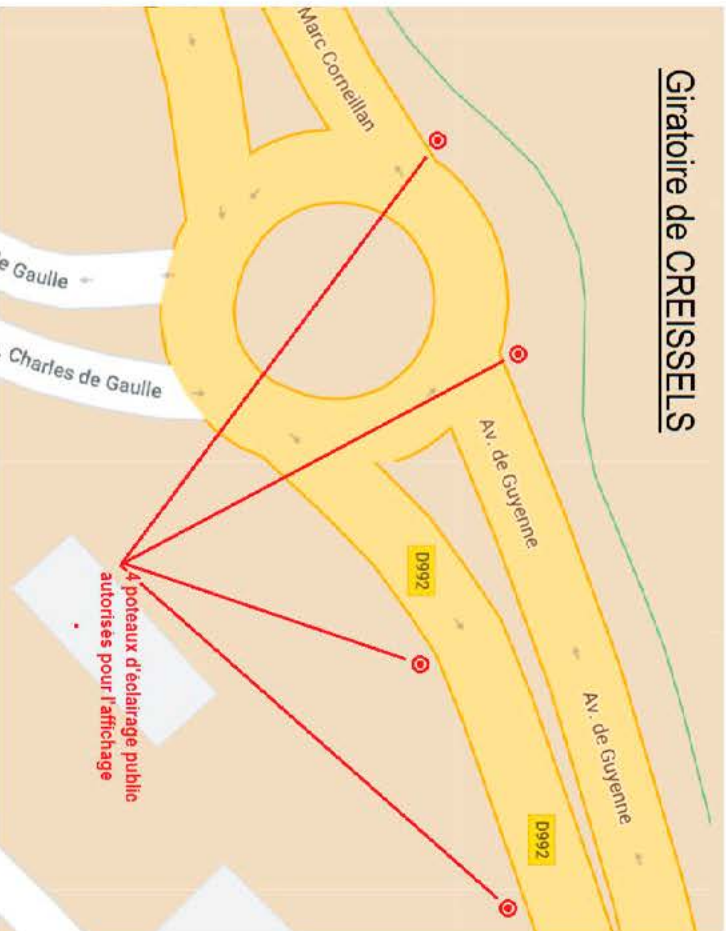 Giratoire de CREISSELS
Marc Corneillan
Av. de Guyenne
Av. de Guyenne
D992
D992
e Gaulle
Charles de Gaulle
4 poteaux d'éclairage public
autorisés pour l'affichage